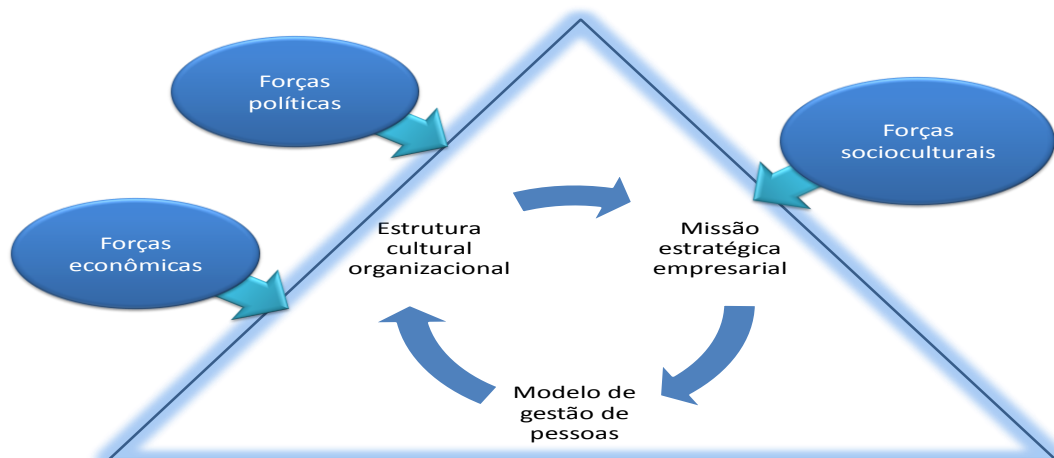 Forças
políticas
Forças
socioculturais
Forças
econômicas
Estrutura
cultural
organizacional
Missão
estratégica
empresarial
Modelo de
gestão de
pessoas